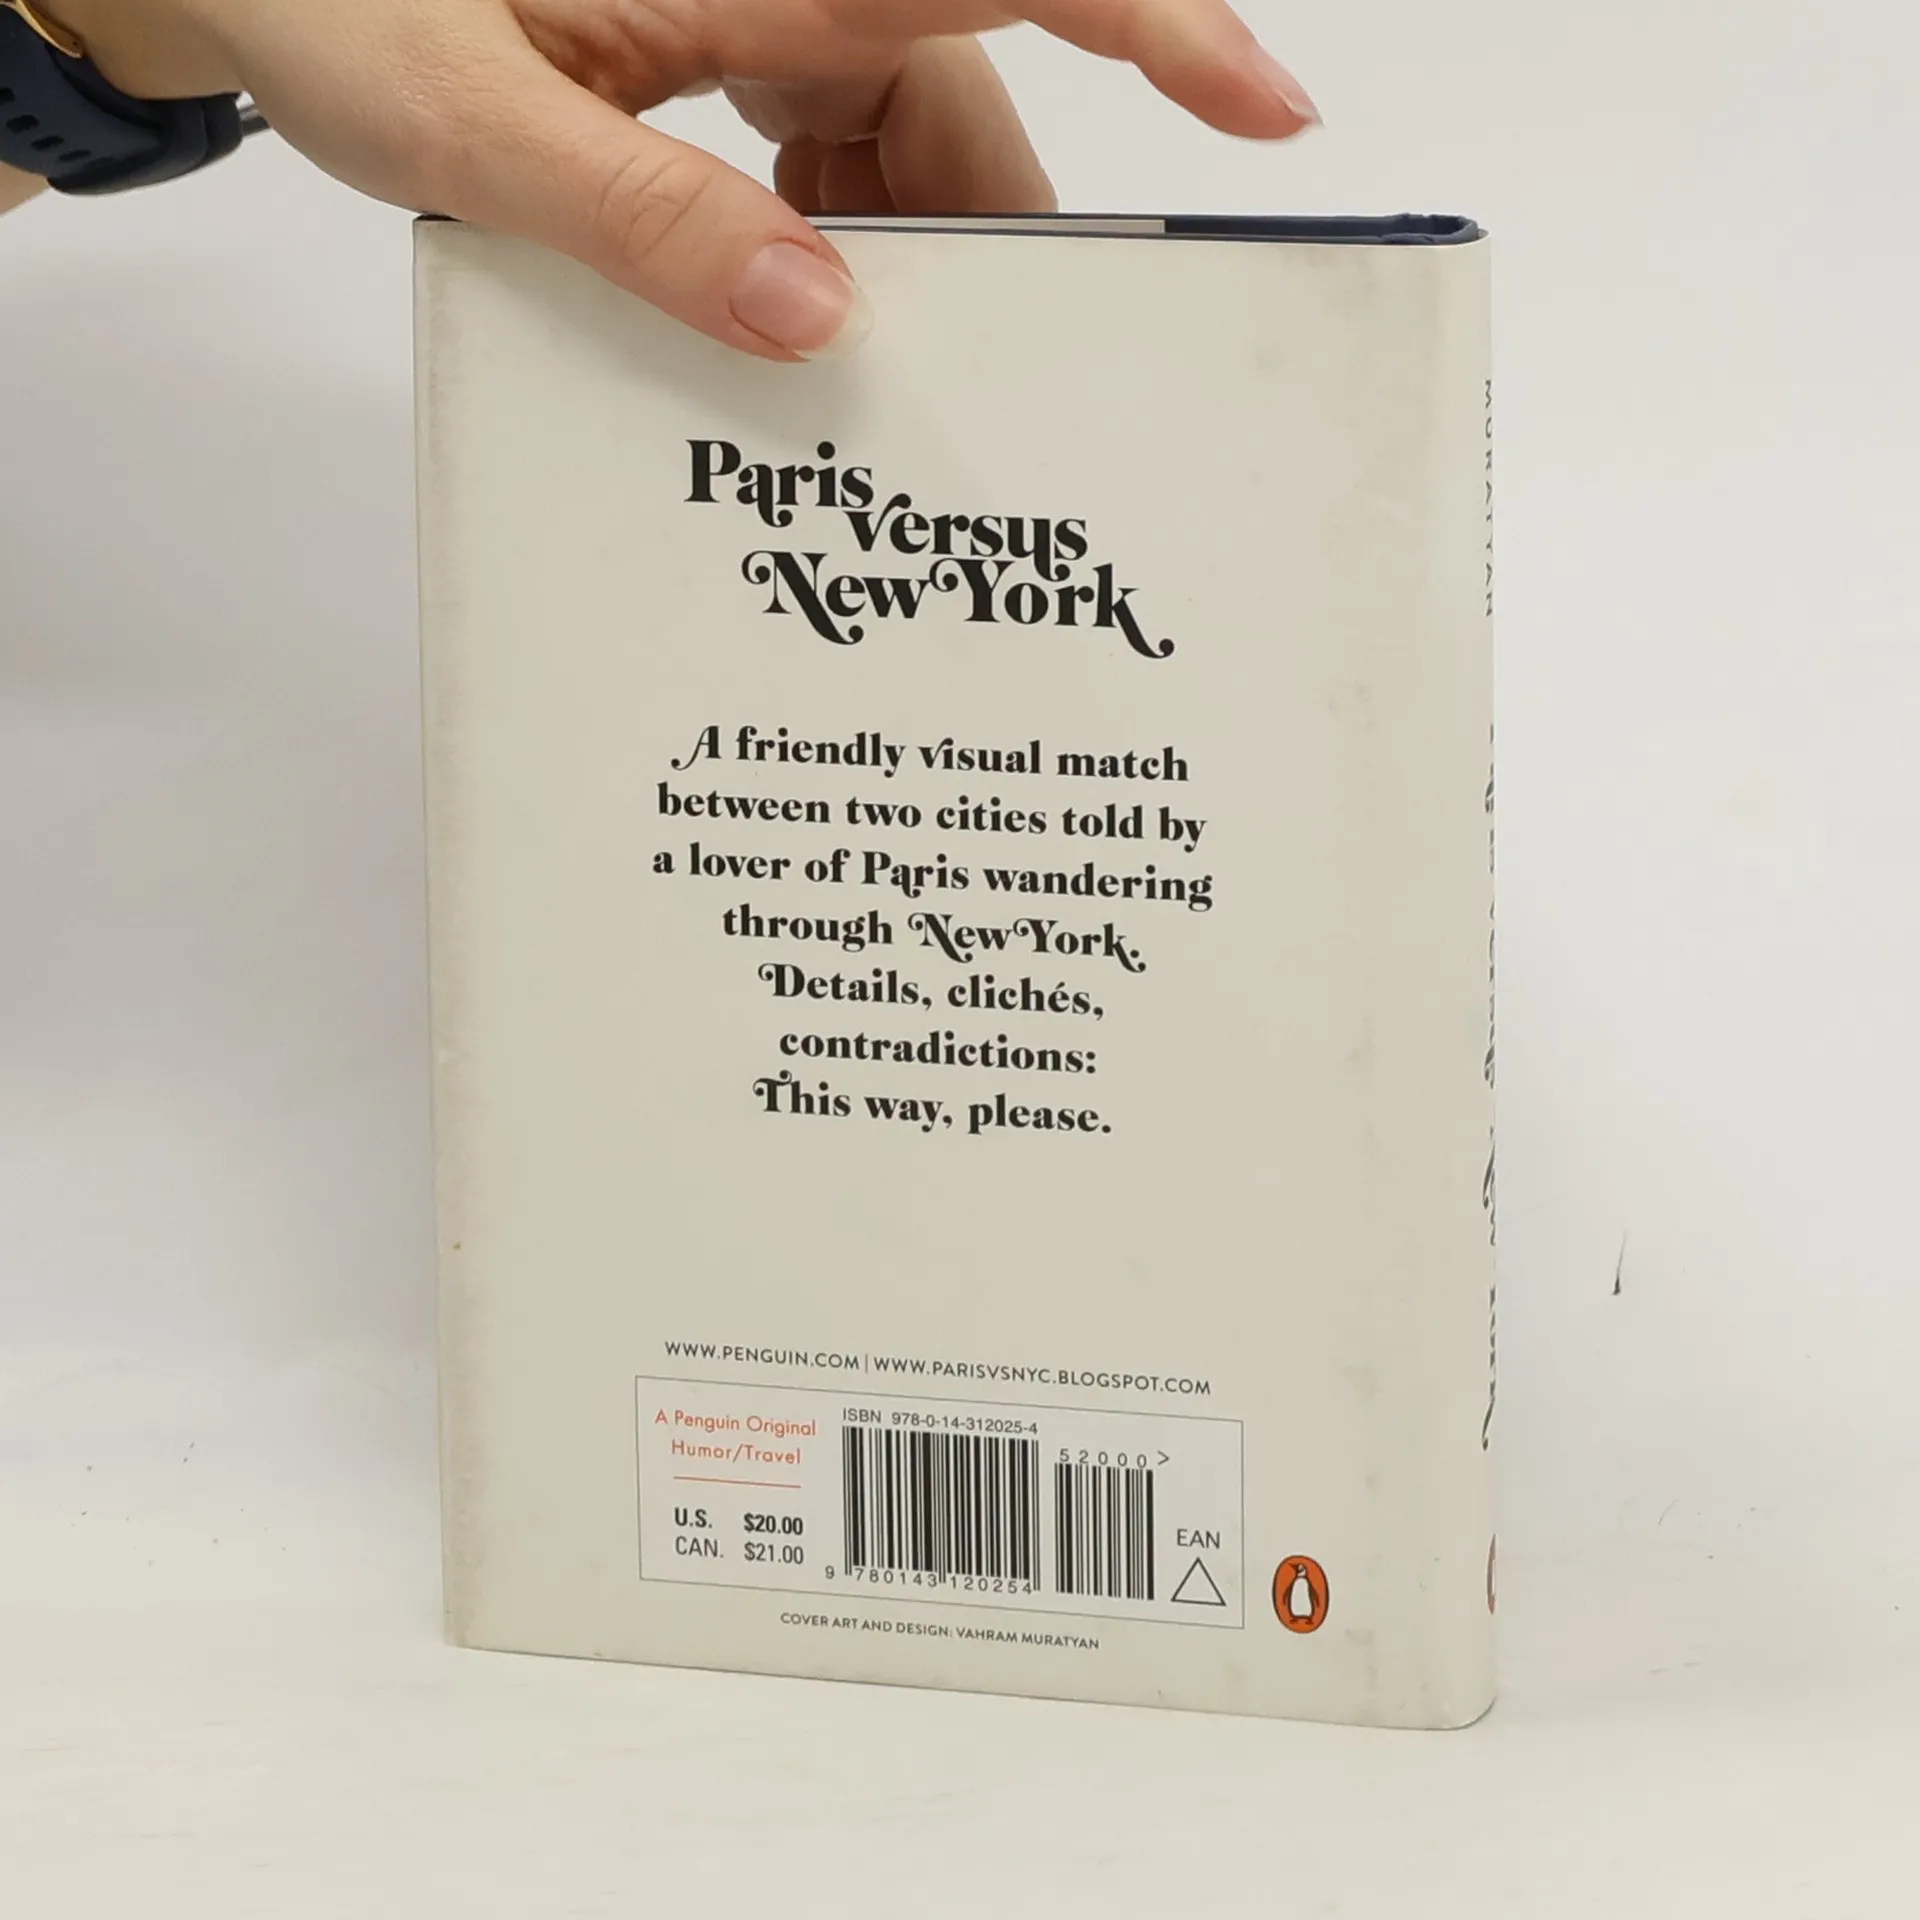 Paris
versus
New York
A friendly visual match
between two cities told by
a lover of Paris wandering
through New York.
Details, clichés,
contradictions:
This way, please.
WWW.PENGUIN.COM | WWW.PARISVSNYC.BLOGSPOT.COM
A Penguin Original
Humor/Travel
U.S. $20.00
CAN. $21.00
ISBN 978-0-14-312025-4
9 780143 120254
52000>
EAN
COVER ART AND DESIGN: VAHRAM MURATYAN
MURATYAN